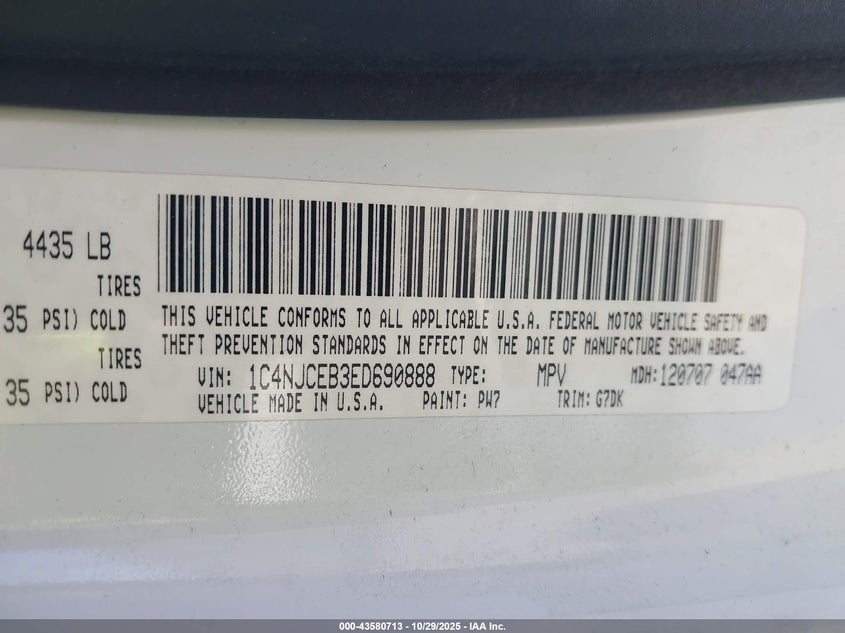 4435 LB
TIRES
35 PSI) COLD
TIRES
35 PSI) COLD
THIS VEHICLE CONFORMS TO ALL APPLICABLE U.S.A. FEDERAL MOTOR VEHICLE SAFETY AND
THEFT PREVENTION STANDARDS IN EFFECT ON THE DATE OF MANUFACTURE SHOWN ABOVE.
VIN: 1C4NJCEB3ED690888 TYPE: MPV MDH: 120707 047AA
VEHICLE MADE IN U.S.A. PAINT: PW7 TRIM: G7DK
000-43580713 - 10/29/2025 - IAA Inc.